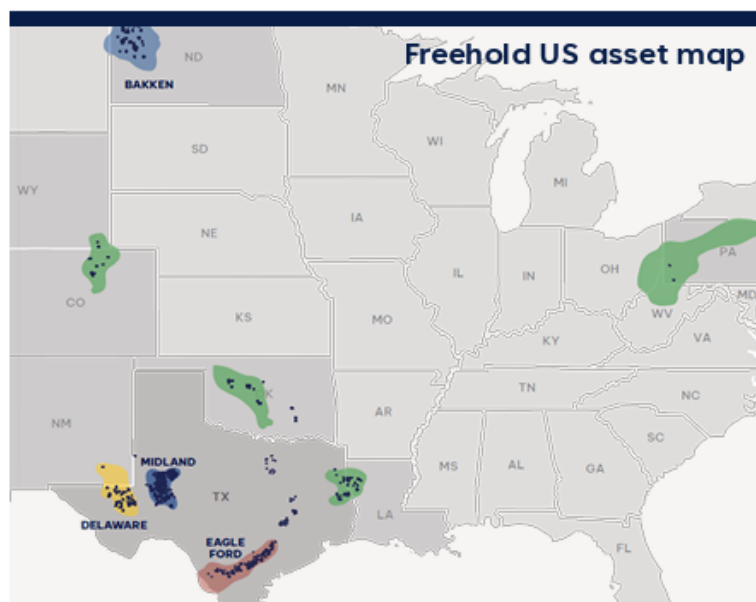 Freehold US asset map
ND
BAKKEN
MN
WI
SD
MI
WY
IA
NE
PA
OH
IL
IN
CO
MD
WV
KS
MO
VA
KY
NC
TN
K
AR
NM
SC
MIDLAND
MS
AL
GA
TX
LA
DELAWARE
EAGLE
FORD
FL